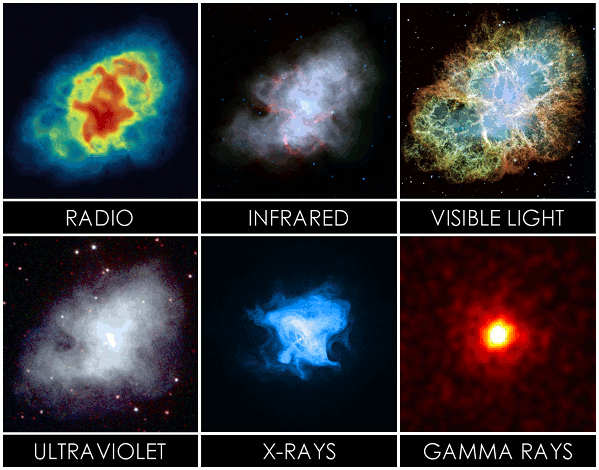 RADIO
INFRARED
VISIBLE LIGHT
ULTRAVIOLET
X-RAYS
GAMMA RAYS